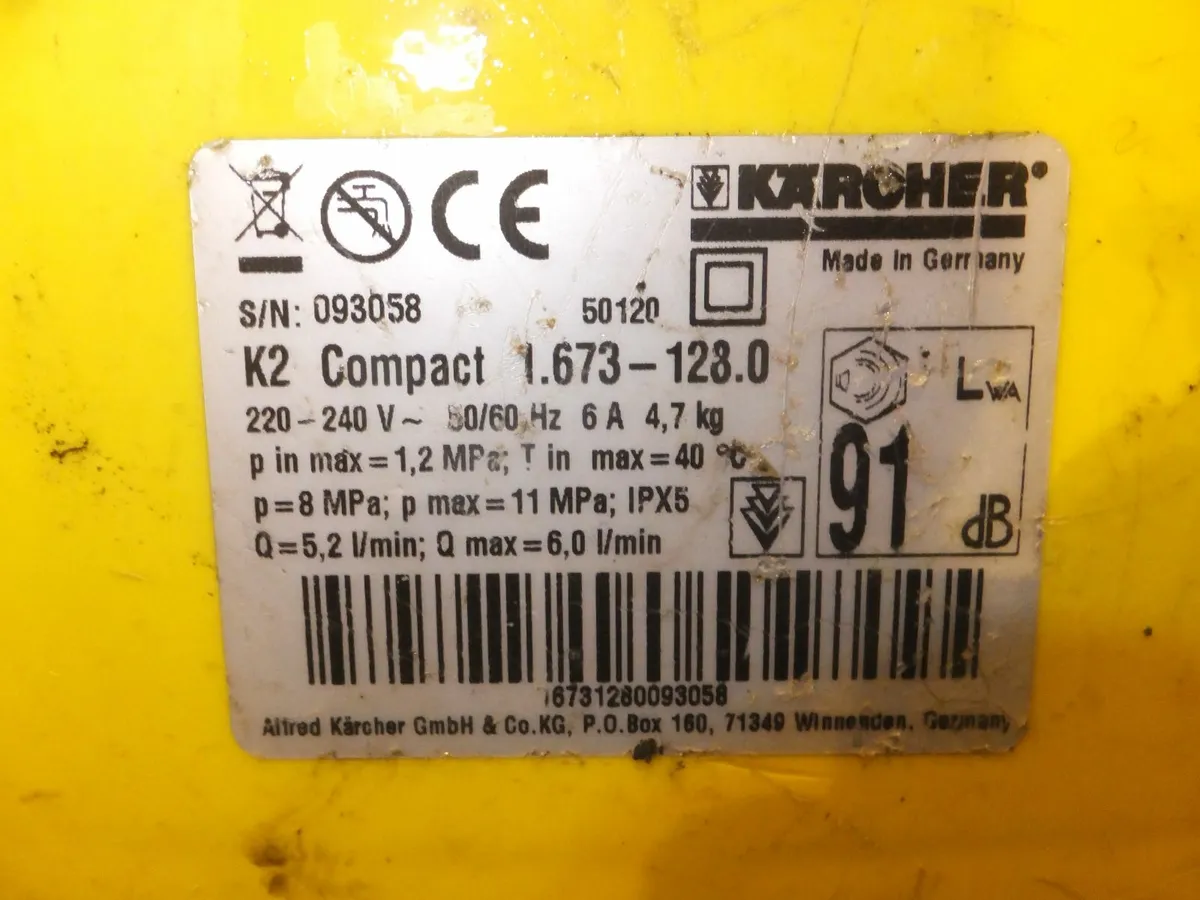 KÄRCHER®
Made in Germany
S/N: 093058 50120
K2 Compact 1.673-128.0
220-240 V~ 50/60 Hz 6 A 4,7 kg
p in max=1,2 MPa; T in max=40 °C
p=8 MPa; p max=11 MPa; IPX5
Q=5,2 l/min; Q max=6,0 l/min
LWA
91
dB
16731280093058
Alfred Kärcher GmbH & Co.KG, P.O.Box 160, 71349 Winnenden, Germany